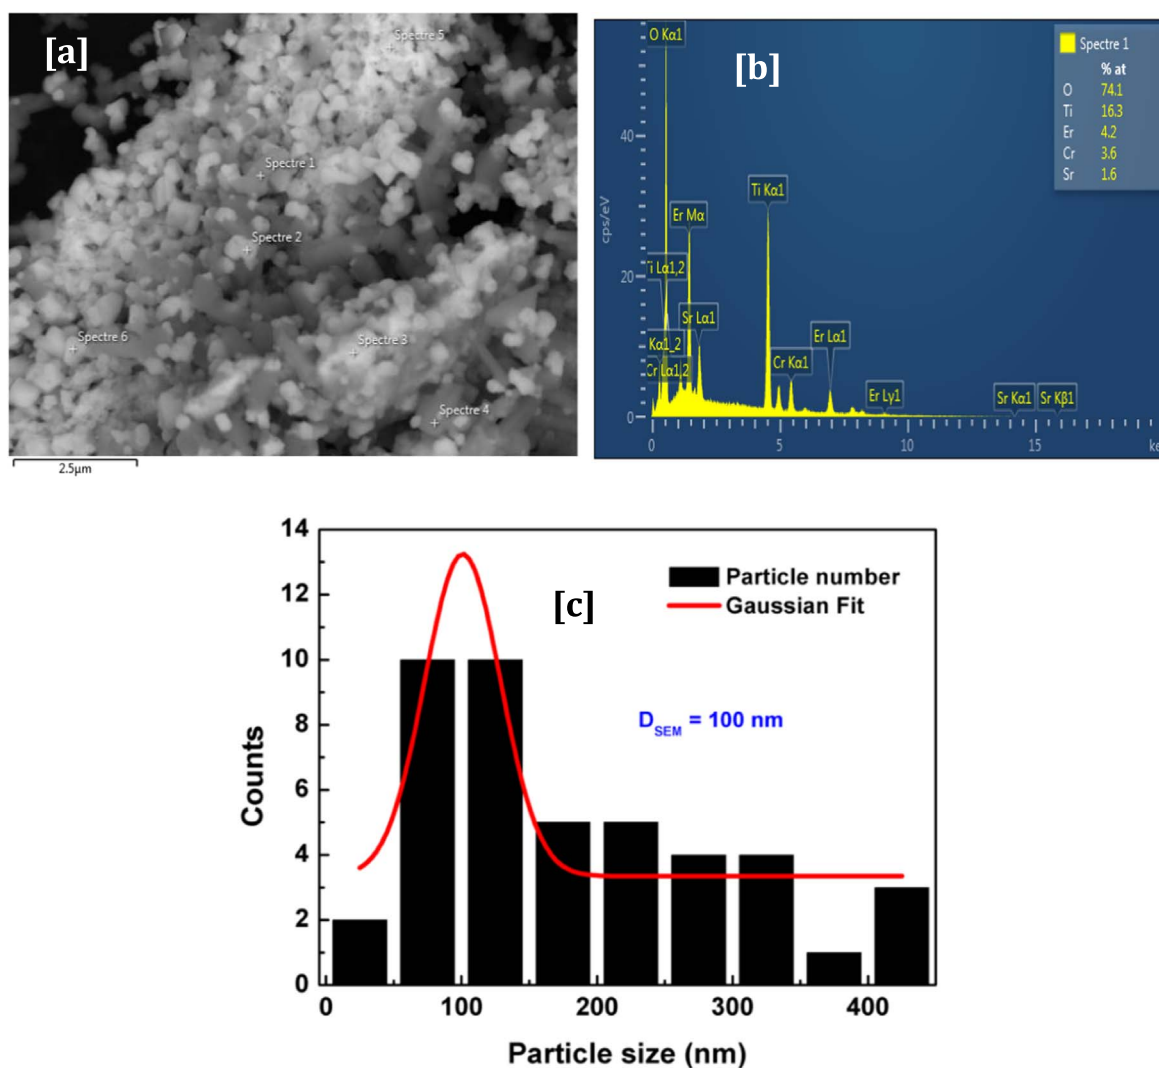 [a]
Spectre 5
Spectre 1
Spectre 2
Spectre 6
Spectre 3
Spectre 4
2.5µm
[b]
O Kα1
Er Mα
Ti Kα1
Ti Lα1,2
Sr Lα1
Kα1_2
Cr Lα1,2
Cr Kα1
Er Lα1
Er Lγ1
Sr Kα1
Sr Kβ1
Spectre 1
% at
O 74.1
Ti 16.3
Er 4.2
Cr 3.6
Sr 1.6
cps/eV
40
20
0
0 5 10 15 ke
[c]
Particle number
Gaussian Fit
D_SEM = 100 nm
Counts
14
12
10
8
6
4
2
0
0 100 200 300 400
Particle size (nm)